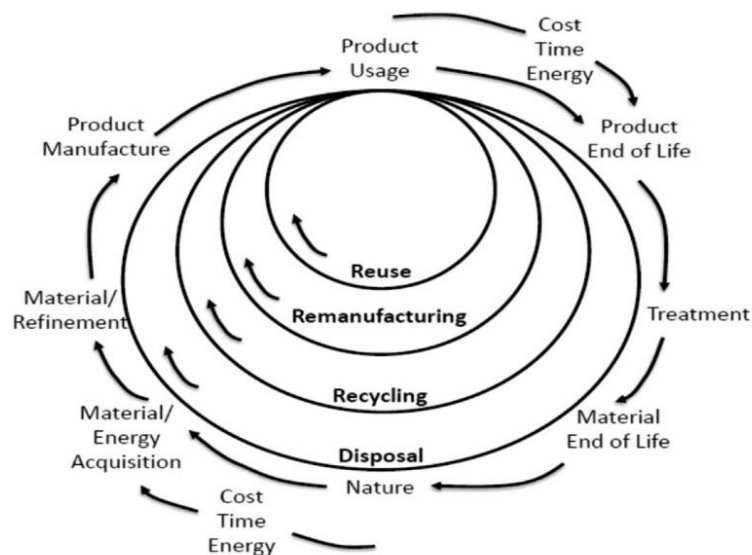 Cost
Time
Energy
Product
Usage
Product
End of Life
Product
Manufacture
Reuse
Material/
Refinement
Remanufacturing
Treatment
Recycling
Material/
Energy
Acquisition
Material
End of Life
Disposal
Nature
Cost
Time
Energy